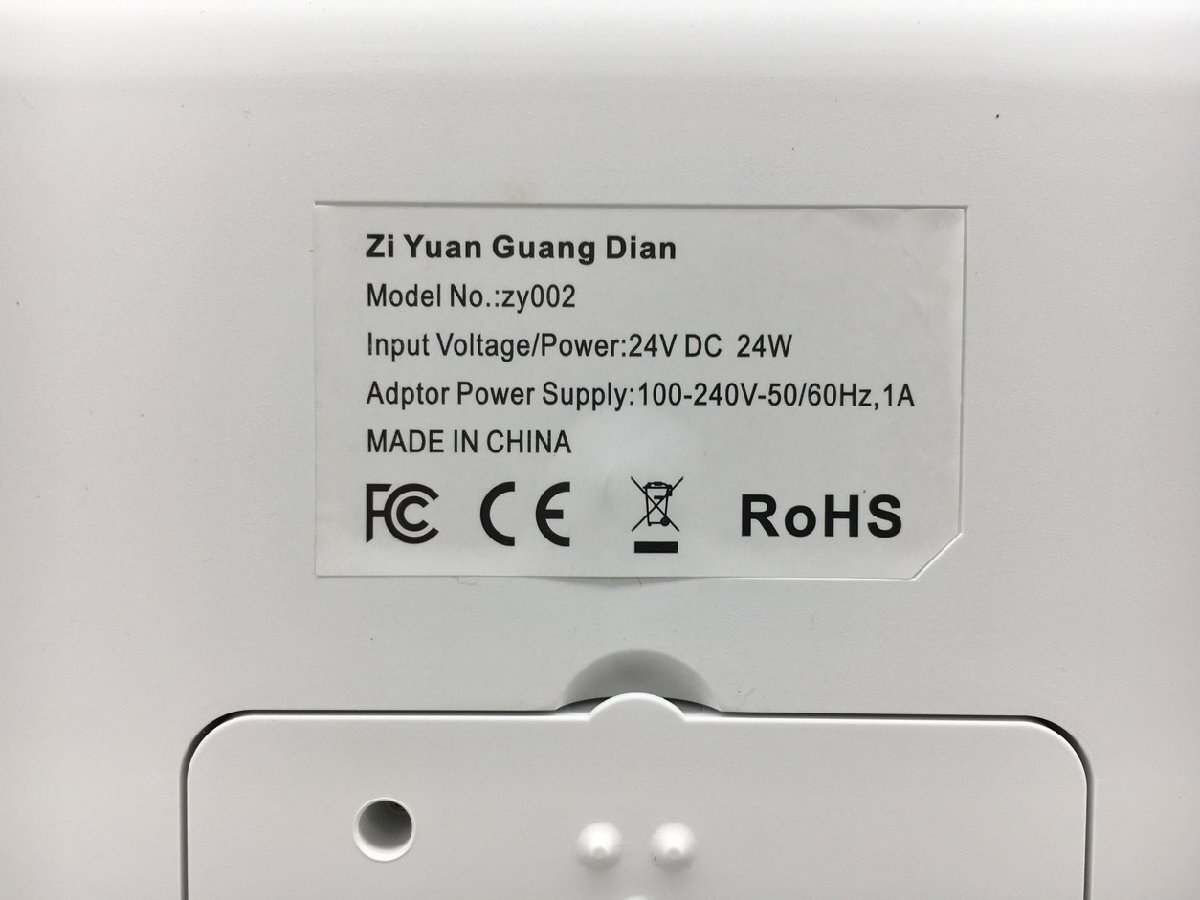 Zi Yuan Guang Dian
Model No.:zy002
Input Voltage/Power:24V DC 24W
Adptor Power Supply:100-240V-50/60Hz,1A
MADE IN CHINA
FC CE RoHS